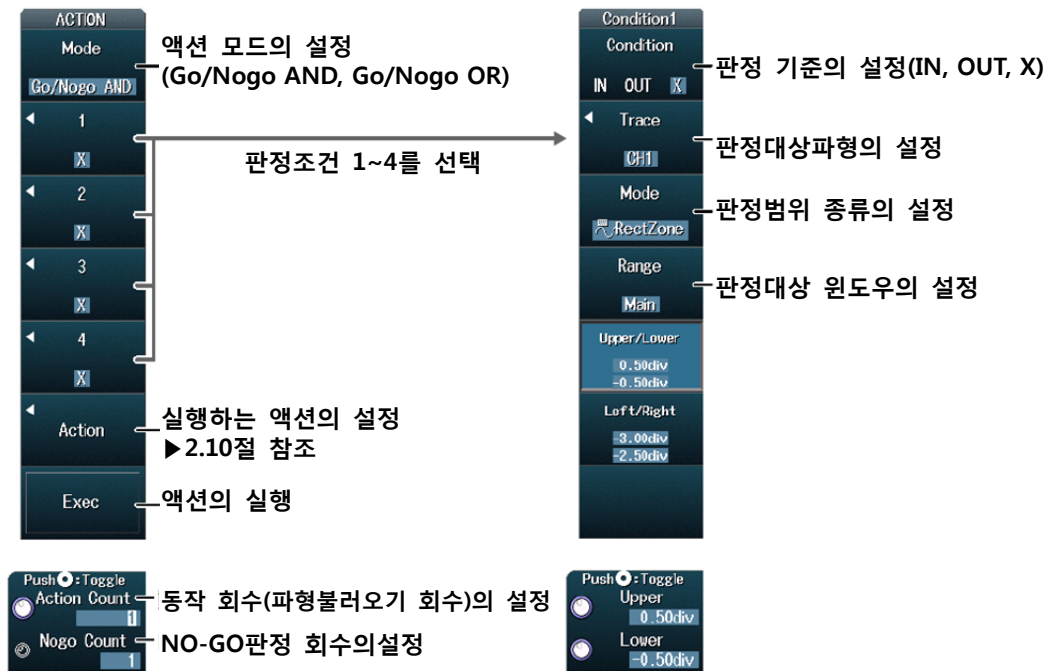 ACTION
Mode
Go/Nogo AND
액션 모드의 설정
(Go/Nogo AND, Go/Nogo OR)
1
X
2
X
3
X
4
X
판정조건 1~4를 선택
Action
실행하는 액션의 설정
▶2.10절 참조
Exec
액션의 실행
Push :Toggle
Action Count
1
동작 회수(파형불러오기 회수)의 설정
Nogo Count
1
NO-GO판정 회수의설정
Condition1
Condition
IN OUT X
판정 기준의 설정(IN, OUT, X)
Trace
CH1
판정대상파형의 설정
Mode
RectZone
판정범위 종류의 설정
Range
Main
판정대상 윈도우의 설정
Upper/Lower
0.50div
-0.50div
Left/Right
-3.00div
-2.50div
Push :Toggle
Upper
0.50div
Lower
-0.50div